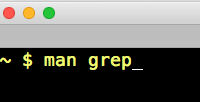 ~ $ man grep_